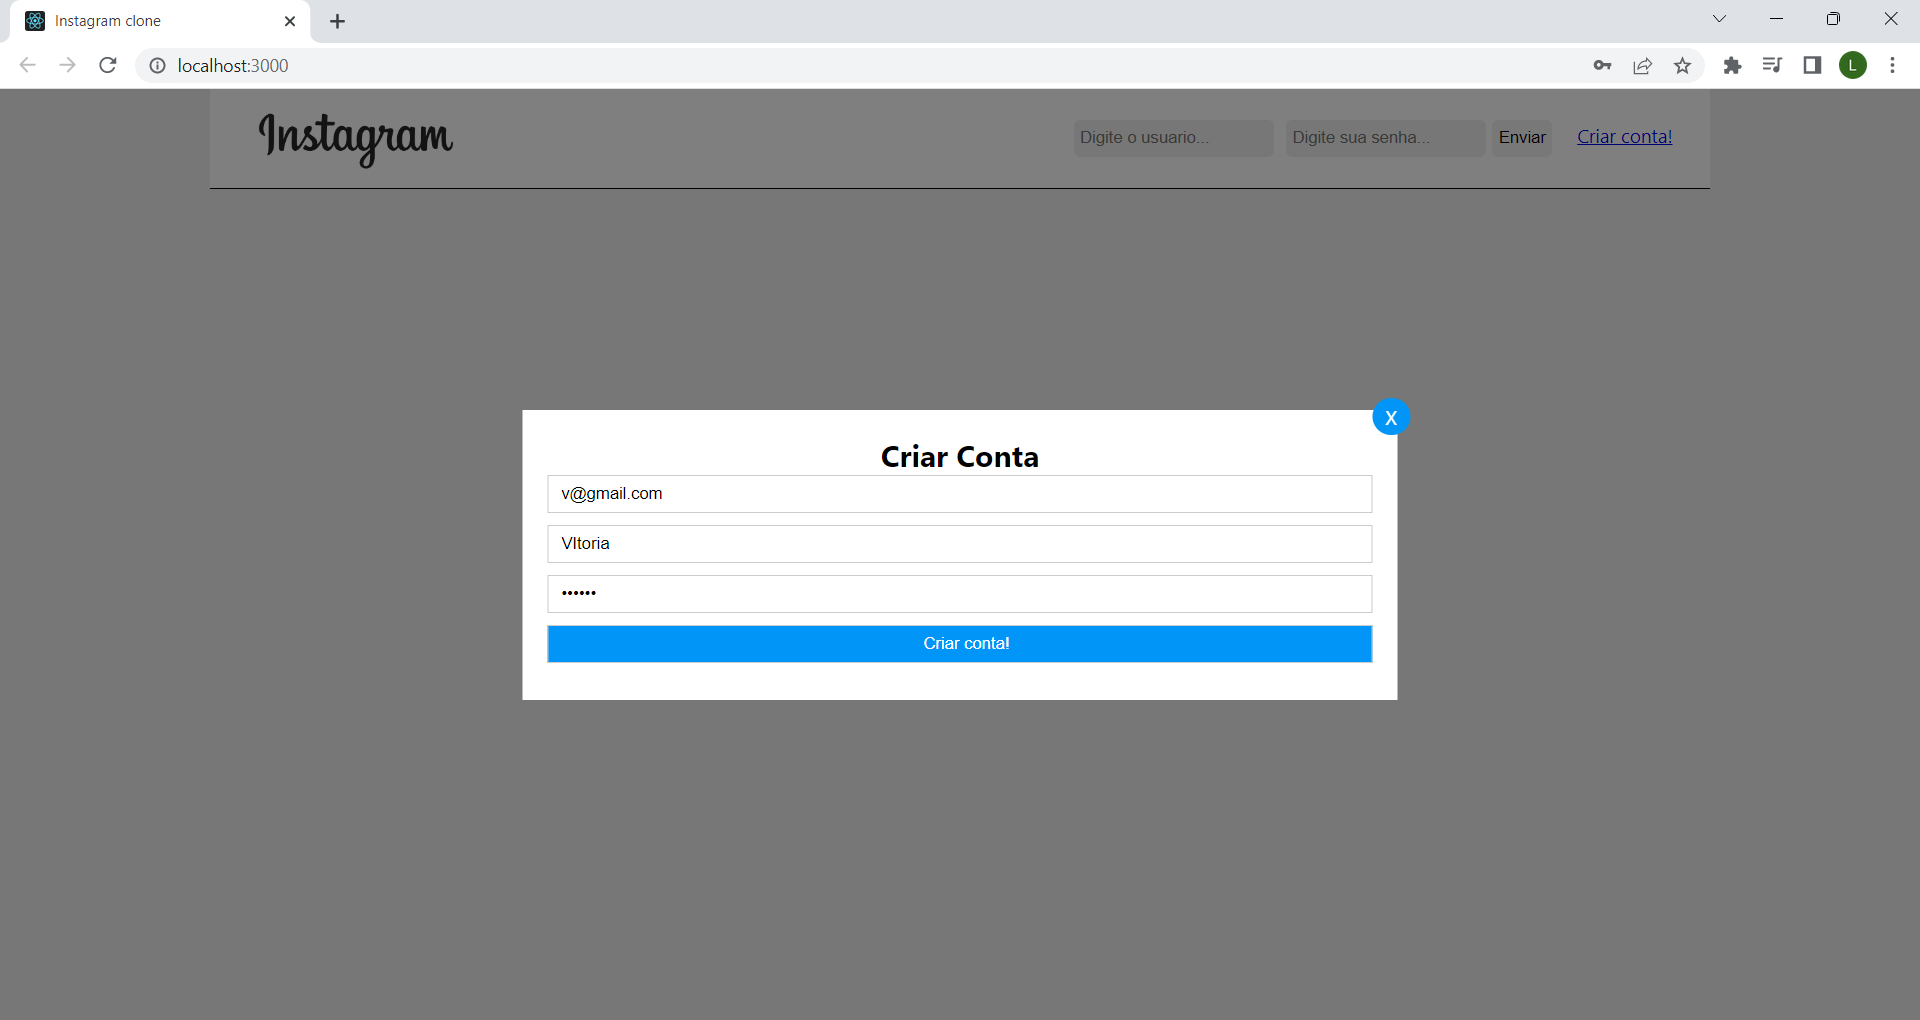 Instagram clone
localhost:3000
L
Instagram
Digite o usuario...
Digite sua senha...
Enviar
Criar conta!
X
Criar Conta
v@gmail.com
VItoria
••••••
Criar conta!